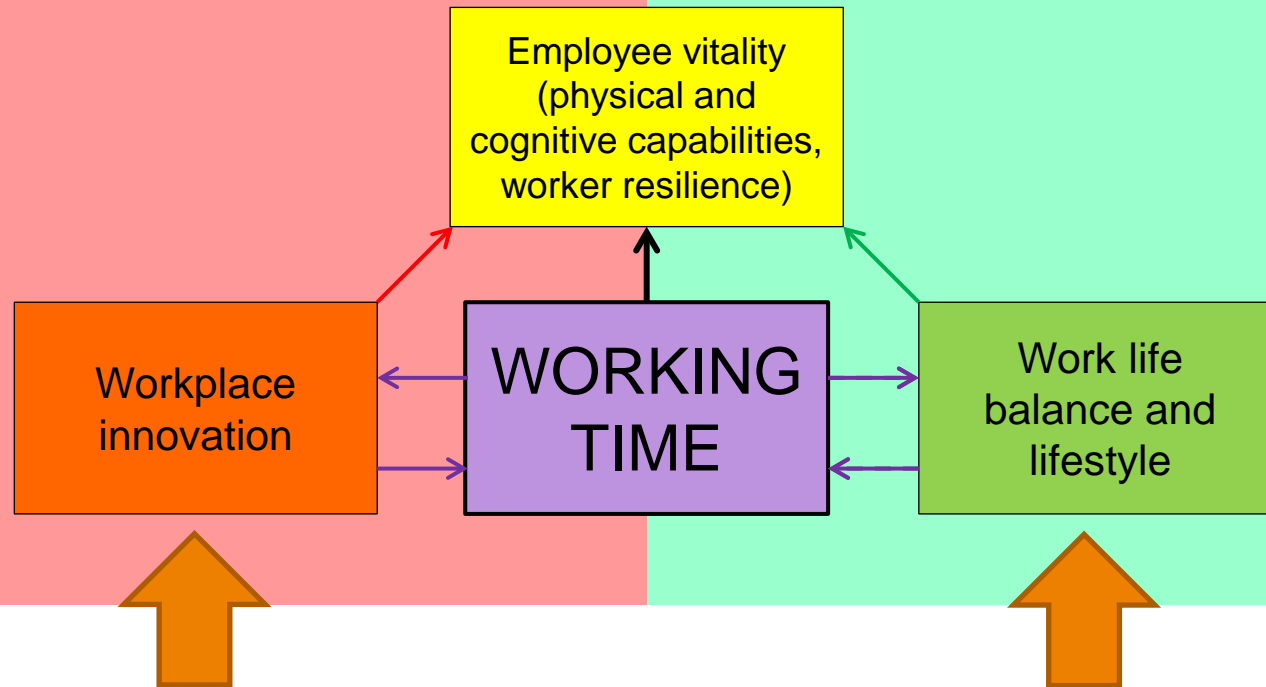 Employee vitality
(physical and
cognitive capabilities,
worker resilience)
Workplace
innovation
WORKING
TIME
Work life
balance and
lifestyle